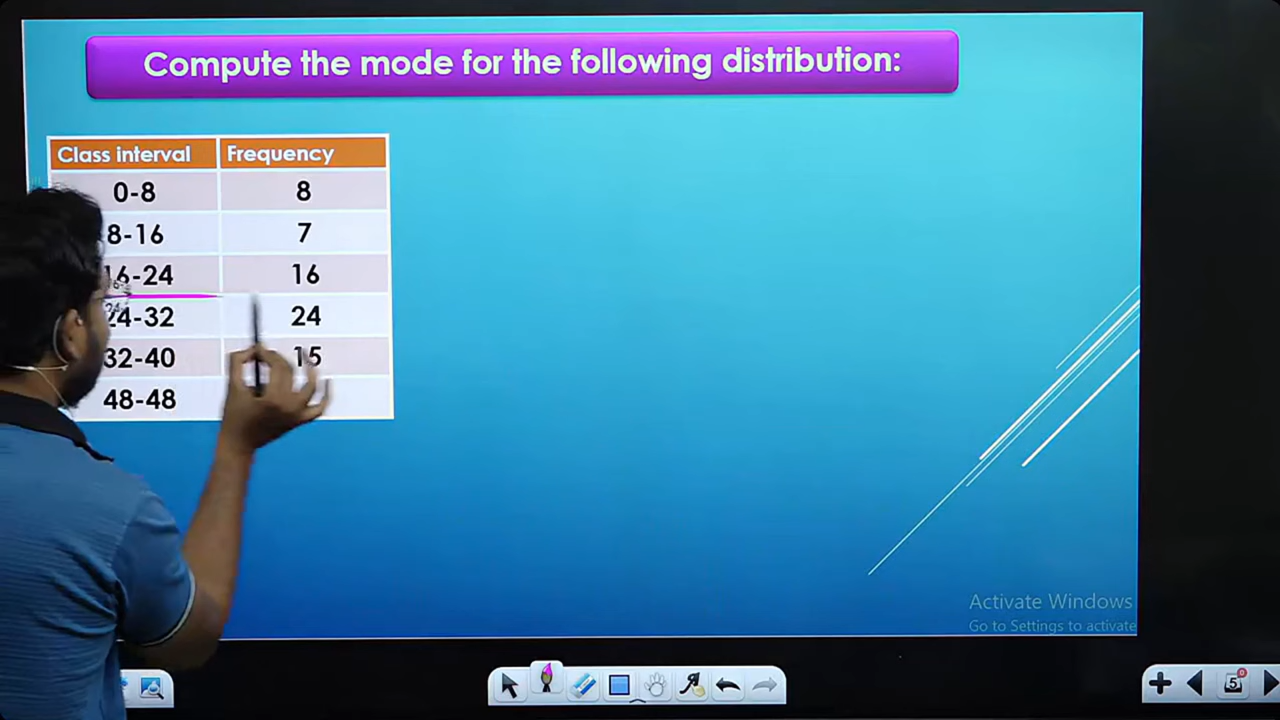 Compute the mode for the following distribution:
Class interval Frequency
0-8 8
8-16 7
16-24 16
24-32 24
32-40 15
48-48
Activate Windows
Go to Settings to activate
5